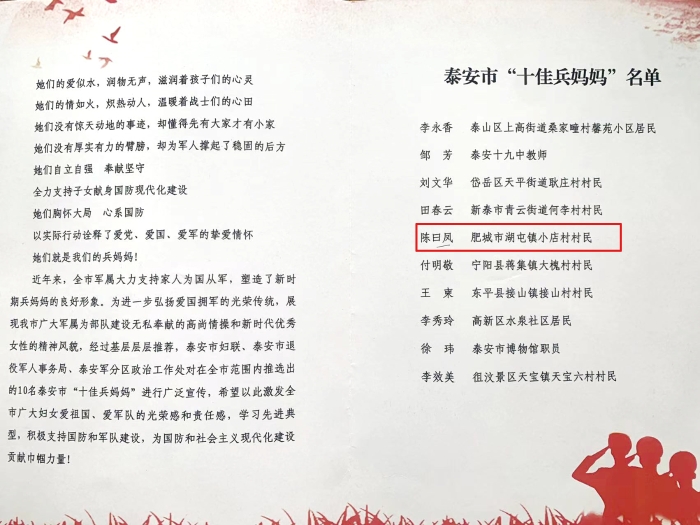 她们的爱似水，润物无声，滋润着孩子们的心灵
她们的情如火，炽热动人，温暖着战士们的心田
她们没有惊天动地的事迹，却懂得先有大家才有小家
她们没有厚实有力的臂膀，却为军人撑起了稳固的后方
她们自立自强　奉献坚守
全力支持子女献身国防现代化建设
她们胸怀大局　心系国防
以实际行动诠释了爱党、爱国、爱军的挚爱情怀
她们就是我们的兵妈妈！
近年来，全市军属大力支持家人为国从军，塑造了新时
期兵妈妈的良好形象。为进一步弘扬爱国拥军的光荣传统，展
现我市广大军属为部队建设无私奉献的高尚情操和新时代优秀
女性的精神风貌，经过基层层层推荐，泰安市妇联、泰安市退
役军人事务局、泰安军分区政治工作处对在全市范围内推选出
的10名泰安市“十佳兵妈妈”进行广泛宣传，希望以此激发全
市广大妇女爱祖国、爱军队的光荣感和责任感，学习先进典
型，积极支持国防和军队建设，为国防和社会主义现代化建设
贡献巾帼力量！
泰安市“十佳兵妈妈”名单
李永香　泰山区上高街道桑家疃村馨苑小区居民
邹　芳　泰安十九中教师
刘文华　岱岳区天平街道耿庄村村民
田春云　新泰市青云街道何李村村民
陈曰凤　肥城市湖屯镇小店村村民
付明敬　宁阳县蒋集镇大槐村村民
王　東　东平县接山镇接山村村民
李秀玲　高新区水泉社区居民
徐　玮　泰安市博物馆职员
李效美　徂汶景区天宝镇天宝六村村民